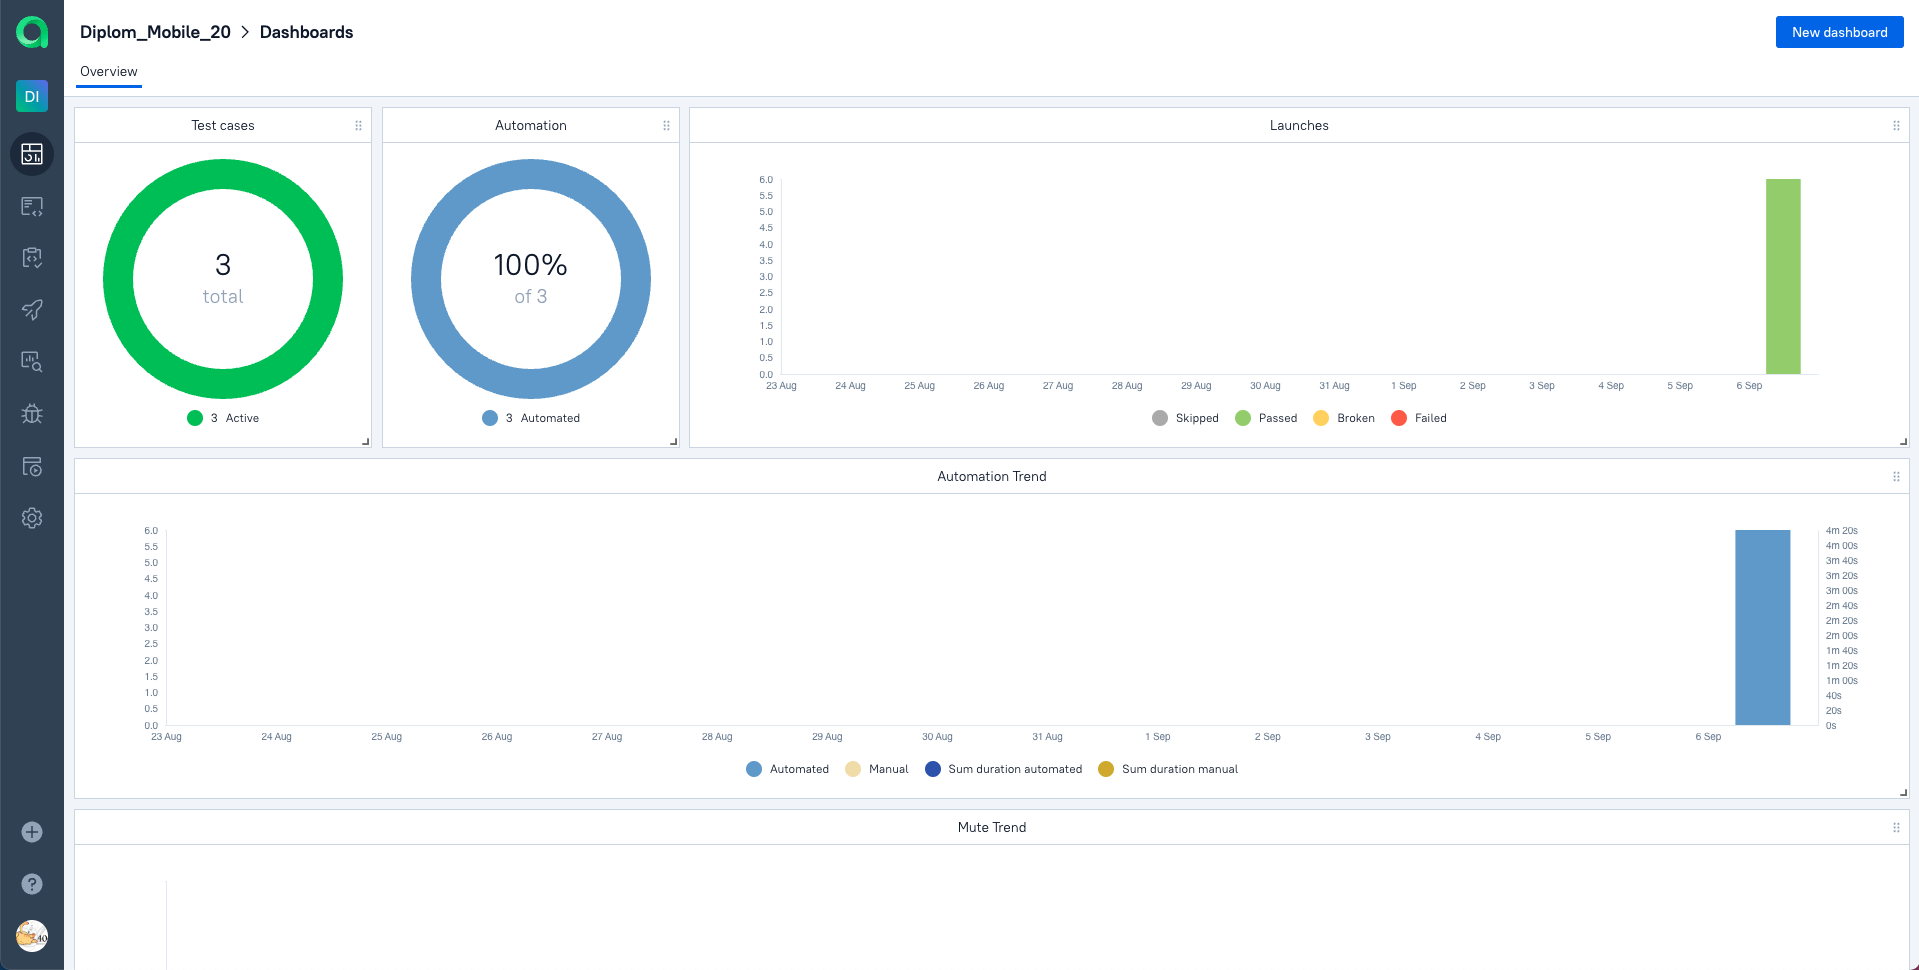 Diplom_Mobile_20 > Dashboards
New dashboard
DI
Overview
Test cases
3
total
3 Active
Automation
100%
of 3
3 Automated
Launches
6.0
5.5
5.0
4.5
4.0
3.5
3.0
2.5
2.0
1.5
1.0
0.5
0.0
23 Aug 24 Aug 25 Aug 26 Aug 27 Aug 28 Aug 29 Aug 30 Aug 31 Aug 1 Sep 2 Sep 3 Sep 4 Sep 5 Sep 6 Sep
Skipped Passed Broken Failed
Automation Trend
6.0
5.5
5.0
4.5
4.0
3.5
3.0
2.5
2.0
1.5
1.0
0.5
0.0
4m 20s
4m 00s
3m 40s
3m 20s
3m 00s
2m 40s
2m 20s
2m 00s
1m 40s
1m 20s
1m 00s
40s
20s
0s
23 Aug 24 Aug 25 Aug 26 Aug 27 Aug 28 Aug 29 Aug 30 Aug 31 Aug 1 Sep 2 Sep 3 Sep 4 Sep 5 Sep 6 Sep
Automated Manual Sum duration automated Sum duration manual
Mute Trend
?
40